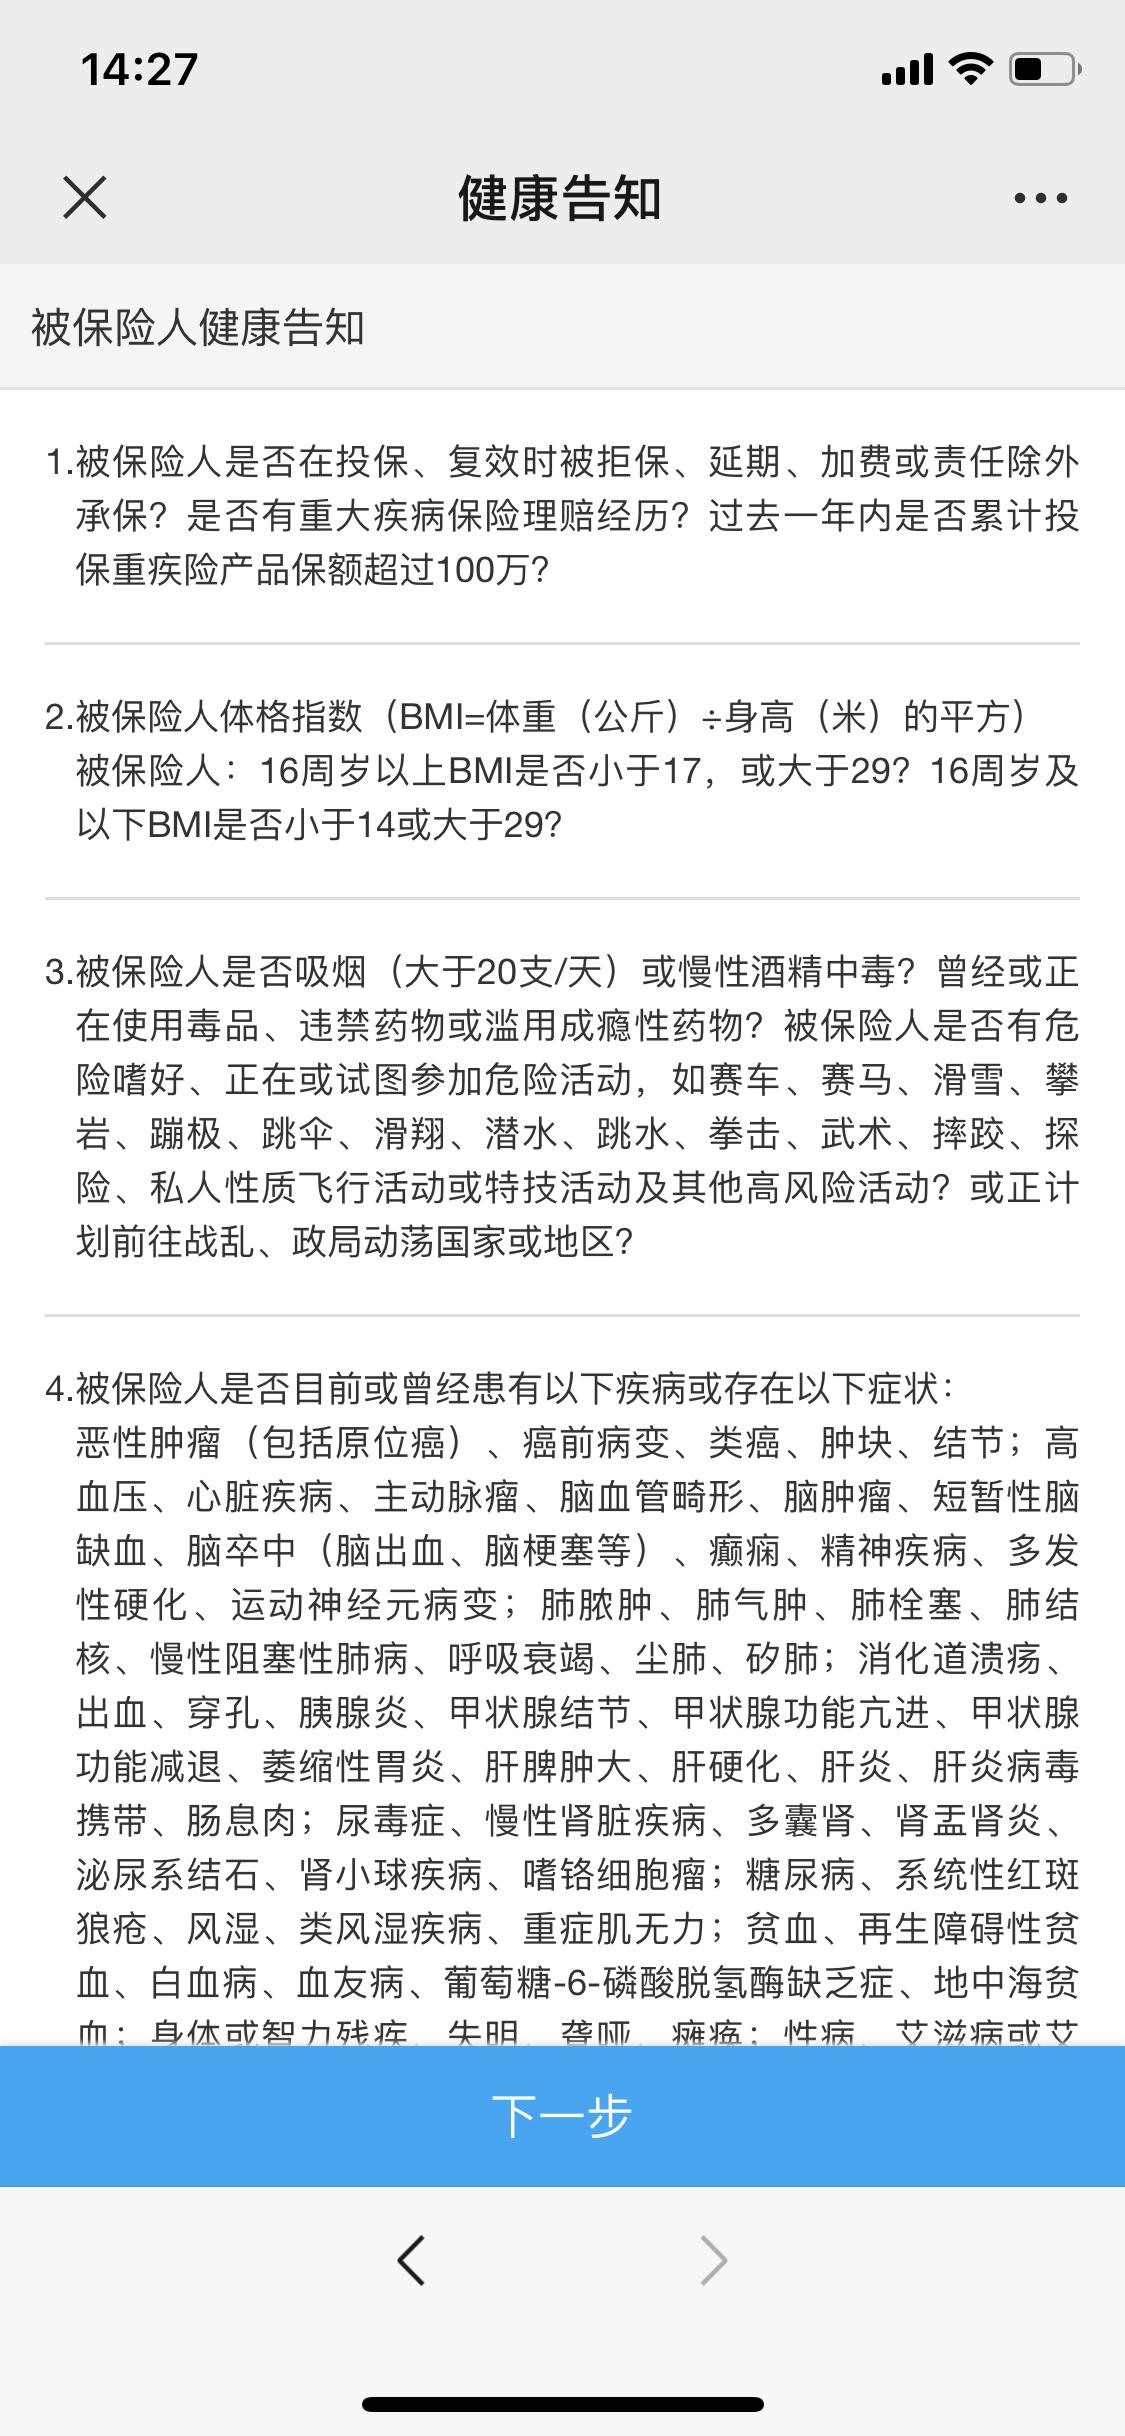 14:27
健康告知
被保险人健康告知
1.被保险人是否在投保、复效时被拒保、延期、加费或责任除外
承保？是否有重大疾病保险理赔经历？过去一年内是否累计投
保重疾险产品保额超过100万？
2.被保险人体格指数（BMI=体重（公斤）÷身高（米）的平方）
被保险人：16周岁以上BMI是否小于17，或大于29？16周岁及
以下BMI是否小于14或大于29？
3.被保险人是否吸烟（大于20支/天）或慢性酒精中毒？曾经或正
在使用毒品、违禁药物或滥用成瘾性药物？被保险人是否有危
险嗜好、正在或试图参加危险活动，如赛车、赛马、滑雪、攀
岩、蹦极、跳伞、滑翔、潜水、跳水、拳击、武术、摔跤、探
险、私人性质飞行活动或特技活动及其他高风险活动？或正计
划前往战乱、政局动荡国家或地区？
4.被保险人是否目前或曾经患有以下疾病或存在以下症状：
恶性肿瘤（包括原位癌）、癌前病变、类癌、肿块、结节；高
血压、心脏疾病、主动脉瘤、脑血管畸形、脑肿瘤、短暂性脑
缺血、脑卒中（脑出血、脑梗塞等）、癫痫、精神疾病、多发
性硬化、运动神经元病变；肺脓肿、肺气肿、肺栓塞、肺结
核、慢性阻塞性肺病、呼吸衰竭、尘肺、矽肺；消化道溃疡、
出血、穿孔、胰腺炎、甲状腺结节、甲状腺功能亢进、甲状腺
功能减退、萎缩性胃炎、肝脾肿大、肝硬化、肝炎、肝炎病毒
携带、肠息肉；尿毒症、慢性肾脏疾病、多囊肾、肾盂肾炎、
泌尿系结石、肾小球疾病、嗜铬细胞瘤；糖尿病、系统性红斑
狼疮、风湿、类风湿疾病、重症肌无力；贫血、再生障碍性贫
血、白血病、血友病、葡萄糖-6-磷酸脱氢酶缺乏症、地中海贫
血；身体或智力残疾、失明、聋哑、瘫痪；性病、艾滋病或艾
下一步